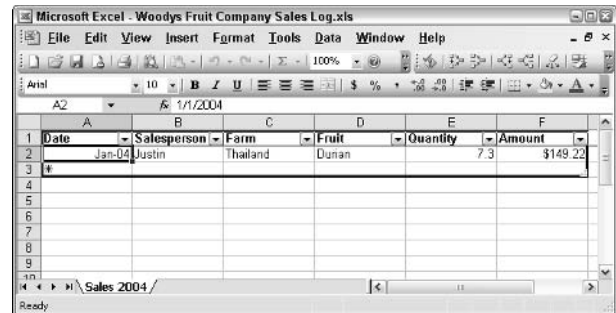 Microsoft Excel - Woodys Fruit Company Sales Log.xls
File Edit View Insert Format Tools Data Window Help
100%
Arial 10 B I U $ % ,
A2 fx 1/1/2004
A B C D E F
1 Date Salesperson Farm Fruit Quantity Amount
2 Jan-04 Justin Thailand Durian 7.3 $149.22
3 *
4
5
6
7
8
9
10
Sales 2004
Ready